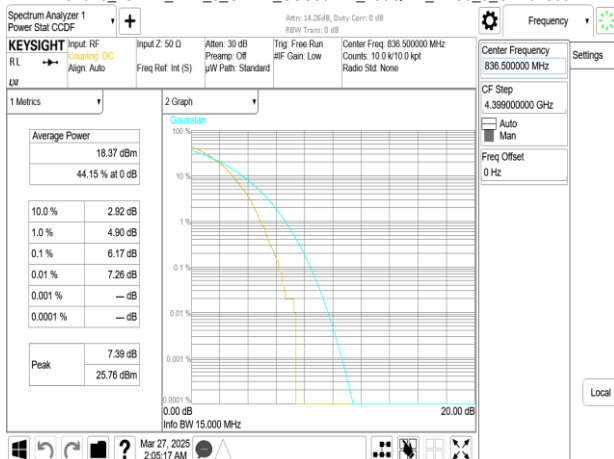 Spectrum Analyzer 1
Power Stat CCDF
Attn: 14.26dB, Duty Corr: 0 dB
RBW Trans: 0 dB
Frequency
KEYSIGHT
RL
LXI
Input: RF
Coupling: DC
Align: Auto
Input Z: 50 Ω
Freq Ref: Int (S)
Atten: 30 dB
Preamp: Off
µW Path: Standard
Trig: Free Run
#IF Gain: Low
Center Freq: 836.500000 MHz
Counts: 10.0 k/10.0 kpt
Radio Std: None
Center Frequency
836.500000 MHz
Settings
CF Step
4.399000000 GHz
Auto
Man
Freq Offset
0 Hz
Local
1 Metrics
Average Power
18.37 dBm
44.15 % at 0 dB
10.0 % 2.92 dB
1.0 % 4.90 dB
0.1 % 6.17 dB
0.01 % 7.26 dB
0.001 % — dB
0.0001 % — dB
Peak 7.39 dB
25.76 dBm
2 Graph
Gaussian
100 %
10 %
1 %
0.1 %
0.01 %
0.001 %
0.0001 %
0.00 dB 20.00 dB
Info BW 15.000 MHz
?
Mar 27, 2025
2:05:17 AM